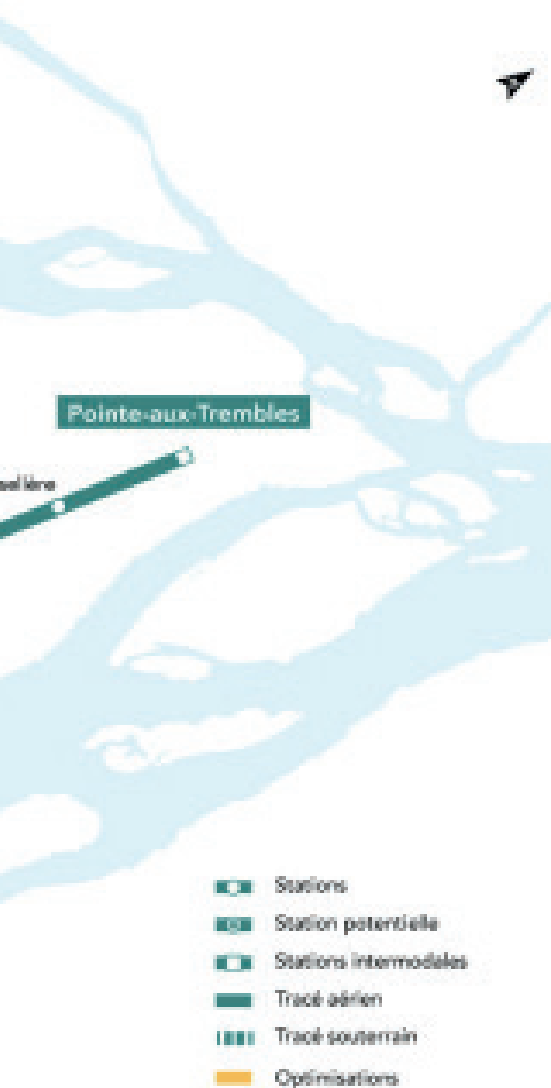 Pointe-aux-Trembles
Stations
Station potentielle
Stations intermodales
Tracé aérien
Tracé souterrain
Optimisations